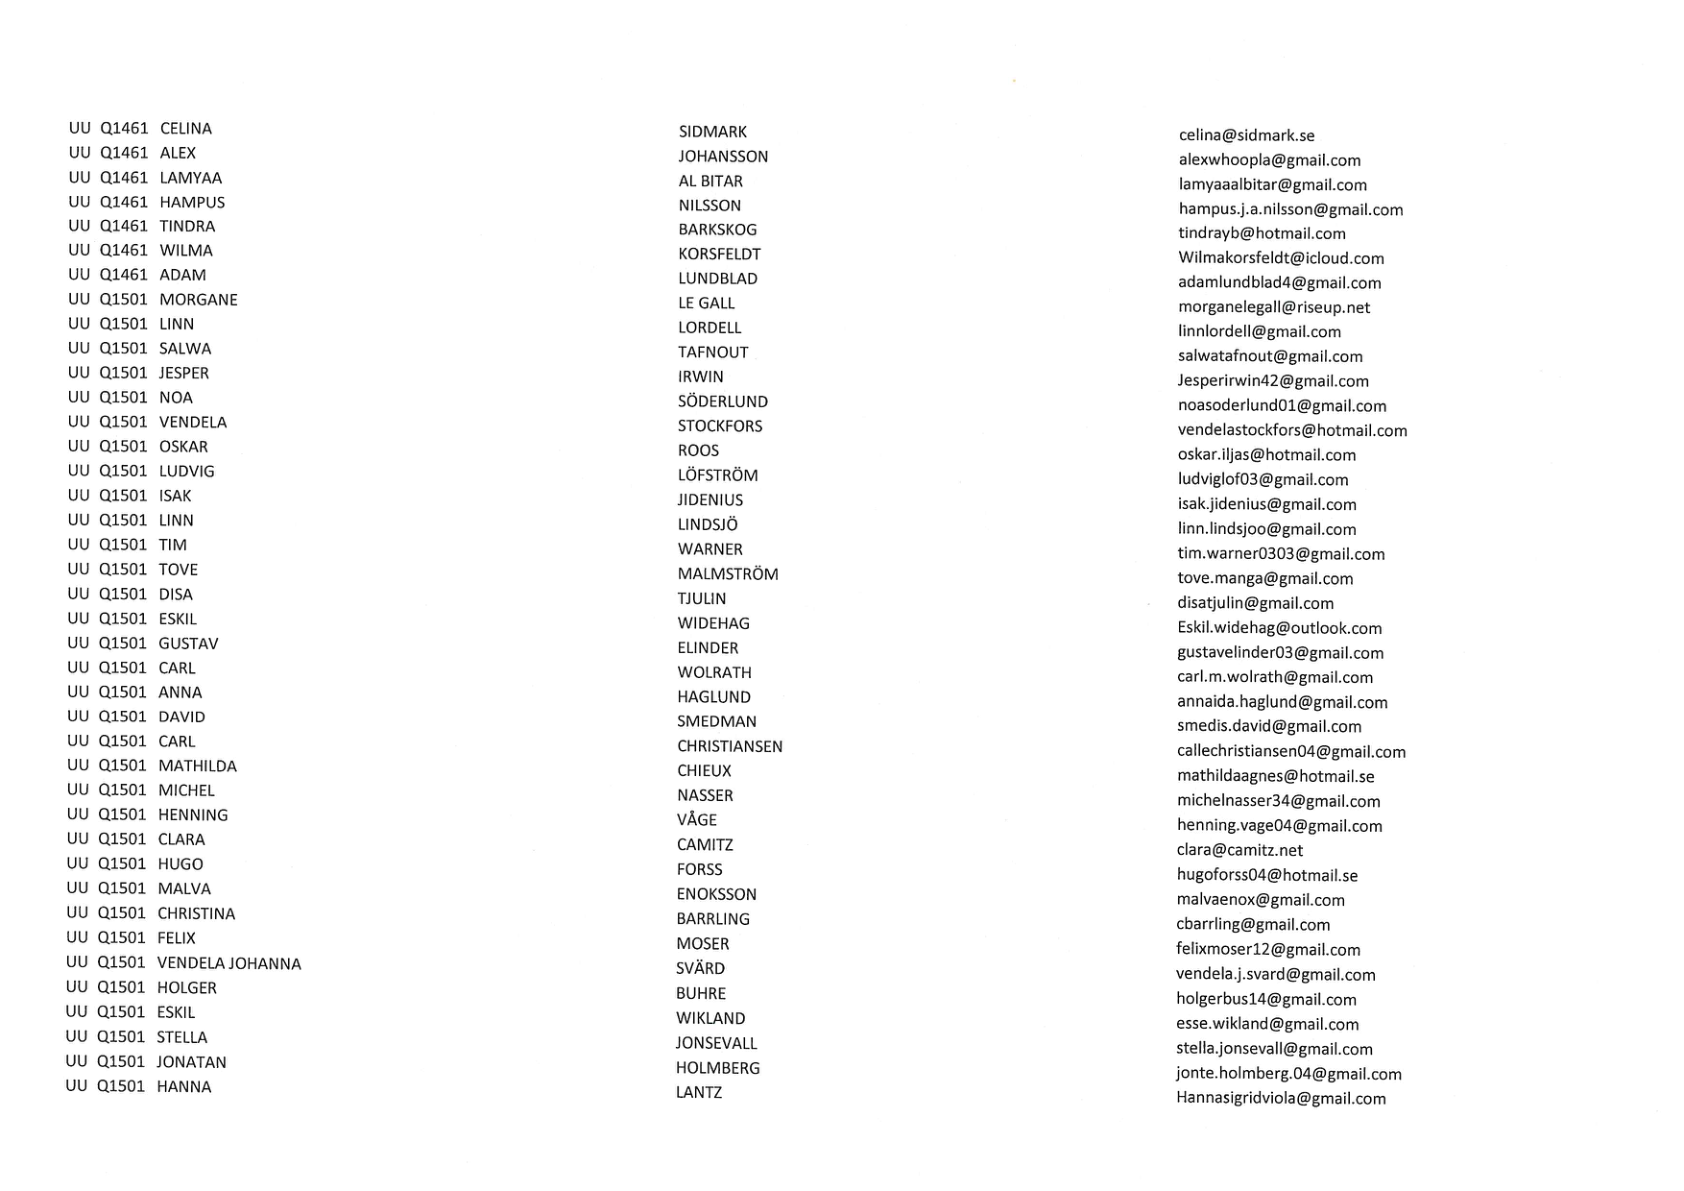 UU Q1461 CELINA SIDMARK celina@sidmark.se
UU Q1461 ALEX JOHANSSON alexwhoopla@gmail.com
UU Q1461 LAMYAA AL BITAR lamyaaalbitar@gmail.com
UU Q1461 HAMPUS NILSSON hampus.j.a.nilsson@gmail.com
UU Q1461 TINDRA BARKSKOG tindrayb@hotmail.com
UU Q1461 WILMA KORSFELDT Wilmakorsfeldt@icloud.com
UU Q1461 ADAM LUNDBLAD adamlundblad4@gmail.com
UU Q1501 MORGANE LE GALL morganelegall@riseup.net
UU Q1501 LINN LORDELL linnlordell@gmail.com
UU Q1501 SALWA TAFNOUT salwatafnout@gmail.com
UU Q1501 JESPER IRWIN Jesperirwin42@gmail.com
UU Q1501 NOA SÖDERLUND noasoderlund01@gmail.com
UU Q1501 VENDELA STOCKFORS vendelastockfors@hotmail.com
UU Q1501 OSKAR ROOS oskar.iljas@hotmail.com
UU Q1501 LUDVIG LÖFSTRÖM ludviglof03@gmail.com
UU Q1501 ISAK JIDENIUS isak.jidenius@gmail.com
UU Q1501 LINN LINDSJÖ linn.lindsjoo@gmail.com
UU Q1501 TIM WARNER tim.warner0303@gmail.com
UU Q1501 TOVE MALMSTRÖM tove.manga@gmail.com
UU Q1501 DISA TJULIN disatjulin@gmail.com
UU Q1501 ESKIL WIDEHAG Eskil.widehag@outlook.com
UU Q1501 GUSTAV ELINDER gustavelinder03@gmail.com
UU Q1501 CARL WOLRATH carl.m.wolrath@gmail.com
UU Q1501 ANNA HAGLUND annaida.haglund@gmail.com
UU Q1501 DAVID SMEDMAN smedis.david@gmail.com
UU Q1501 CARL CHRISTIANSEN callechristiansen04@gmail.com
UU Q1501 MATHILDA CHIEUX mathildaagnes@hotmail.se
UU Q1501 MICHEL NASSER michelnasser34@gmail.com
UU Q1501 HENNING VÅGE henning.vage04@gmail.com
UU Q1501 CLARA CAMITZ clara@camitz.net
UU Q1501 HUGO FORSS hugoforss04@hotmail.se
UU Q1501 MALVA ENOKSSON malvaenox@gmail.com
UU Q1501 CHRISTINA BARRLING cbarrling@gmail.com
UU Q1501 FELIX MOSER felixmoser12@gmail.com
UU Q1501 VENDELA JOHANNA SVÄRD vendela.j.svard@gmail.com
UU Q1501 HOLGER BUHRE holgerbus14@gmail.com
UU Q1501 ESKIL WIKLAND esse.wikland@gmail.com
UU Q1501 STELLA JONSEVALL stella.jonsevall@gmail.com
UU Q1501 JONATAN HOLMBERG jonte.holmberg.04@gmail.com
UU Q1501 HANNA LANTZ Hannasigridviola@gmail.com